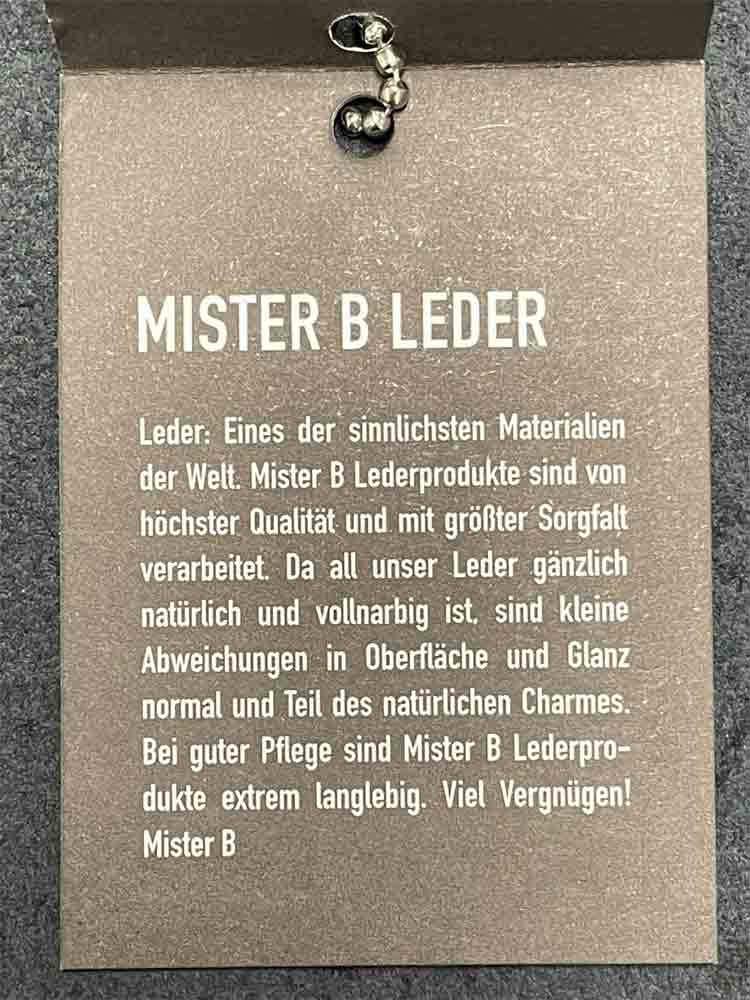 MISTER B LEDER
Leder: Eines der sinnlichsten Materialien
der Welt. Mister B Lederprodukte sind von
höchster Qualität und mit größter Sorgfalt
verarbeitet. Da all unser Leder gänzlich
natürlich und vollnarbig ist, sind kleine
Abweichungen in Oberfläche und Glanz
normal und Teil des natürlichen Charmes.
Bei guter Pflege sind Mister B Lederpro-
dukte extrem langlebig. Viel Vergnügen!
Mister B